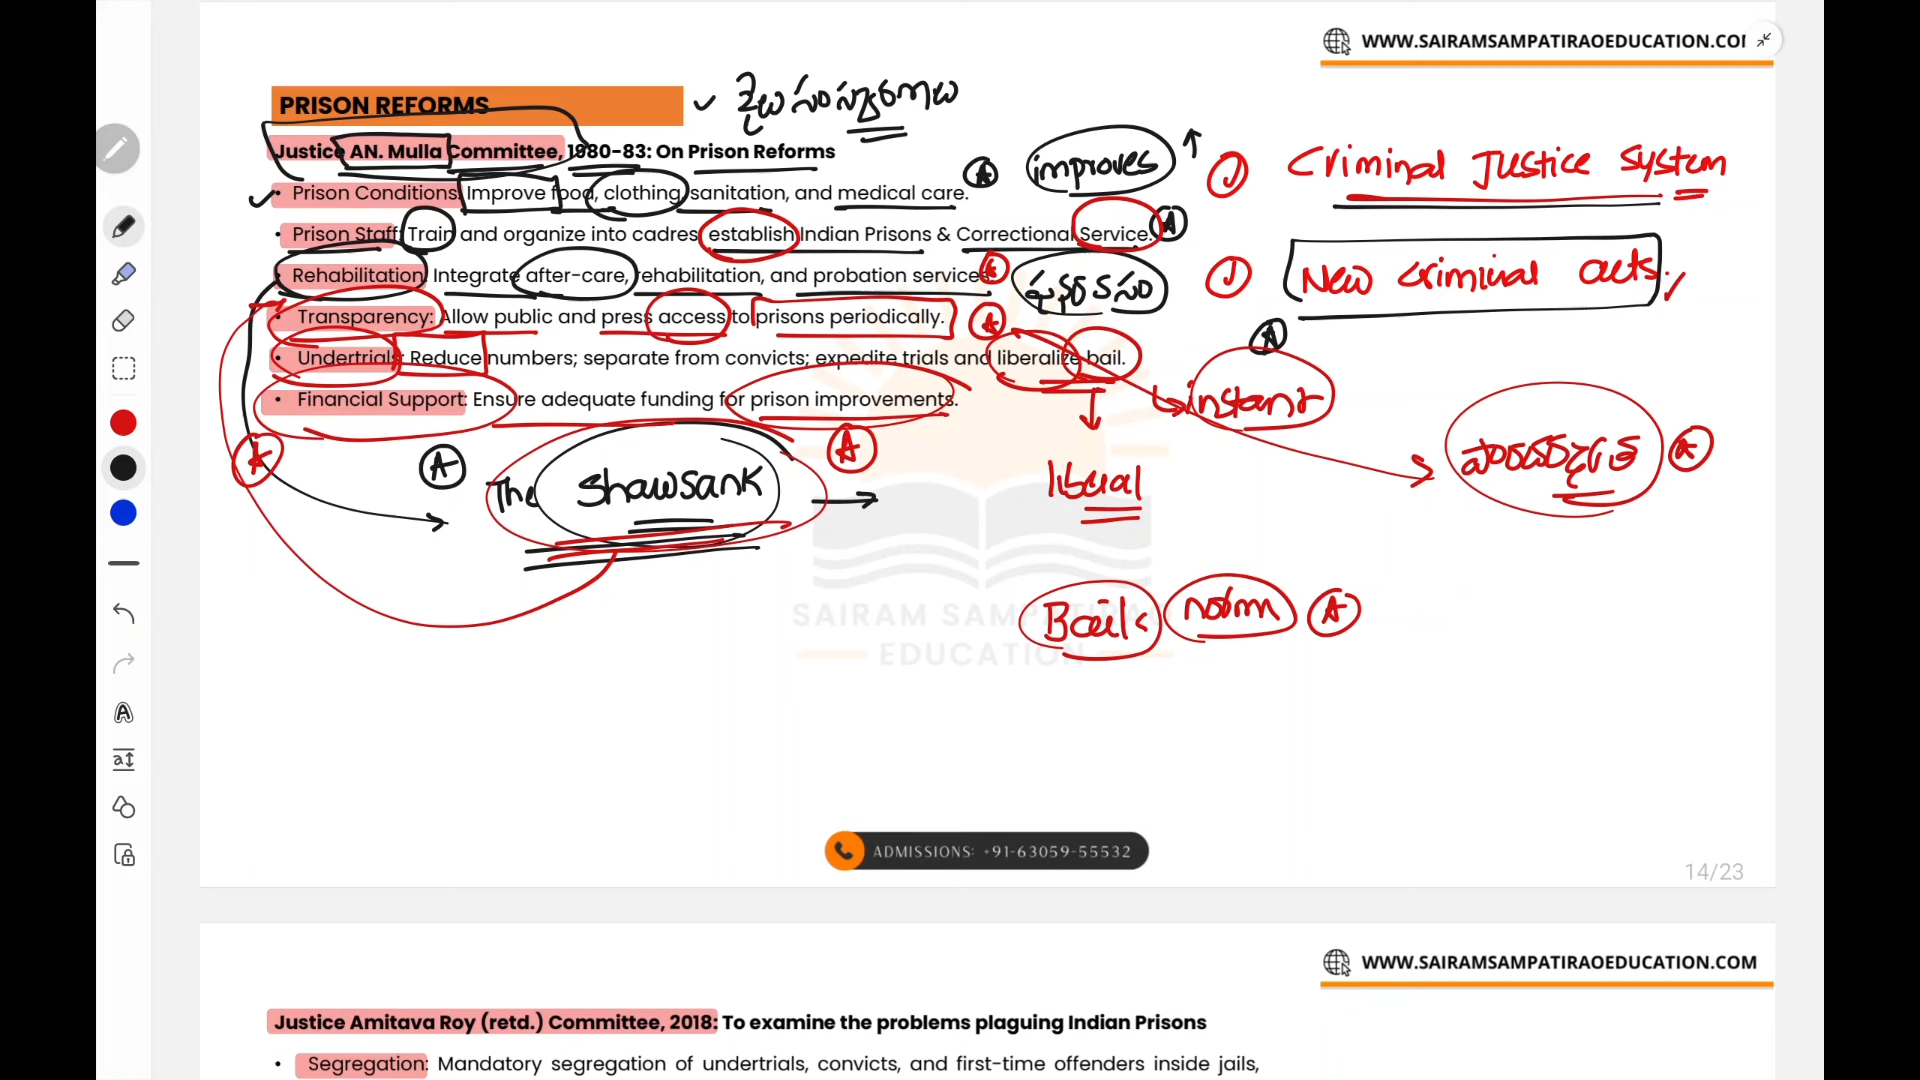 WWW.SAIRAMSAMPATIRAOEDUCATION.CO
PRISON REFORMS
Justice AN. Mulla Committee, 1980-83: On Prison Reforms
• Prison Conditions: Improve food, clothing, sanitation, and medical care.
A improves
Criminal Justice System
• Prison Staff: Train and organize into cadres, establish Indian Prisons & Correctional Service. A
• Rehabilitation: Integrate after-care, rehabilitation, and probation services.
New Criminal acts
• Transparency: Allow public and press access to prisons periodically. A
A
• Undertrials: Reduce numbers; separate from convicts; expedite trials and liberalize bail.
instant
• Financial Support: Ensure adequate funding for prison improvements.
A A A
The Shawsank
liberal
A
SAIRAM SAMPATIRAO
EDUCATION
Bail norm A
ADMISSIONS: +91-63059-55532
14/23
WWW.SAIRAMSAMPATIRAOEDUCATION.COM
Justice Amitava Roy (retd.) Committee, 2018: To examine the problems plaguing Indian Prisons
• Segregation: Mandatory segregation of undertrials, convicts, and first-time offenders inside jails,